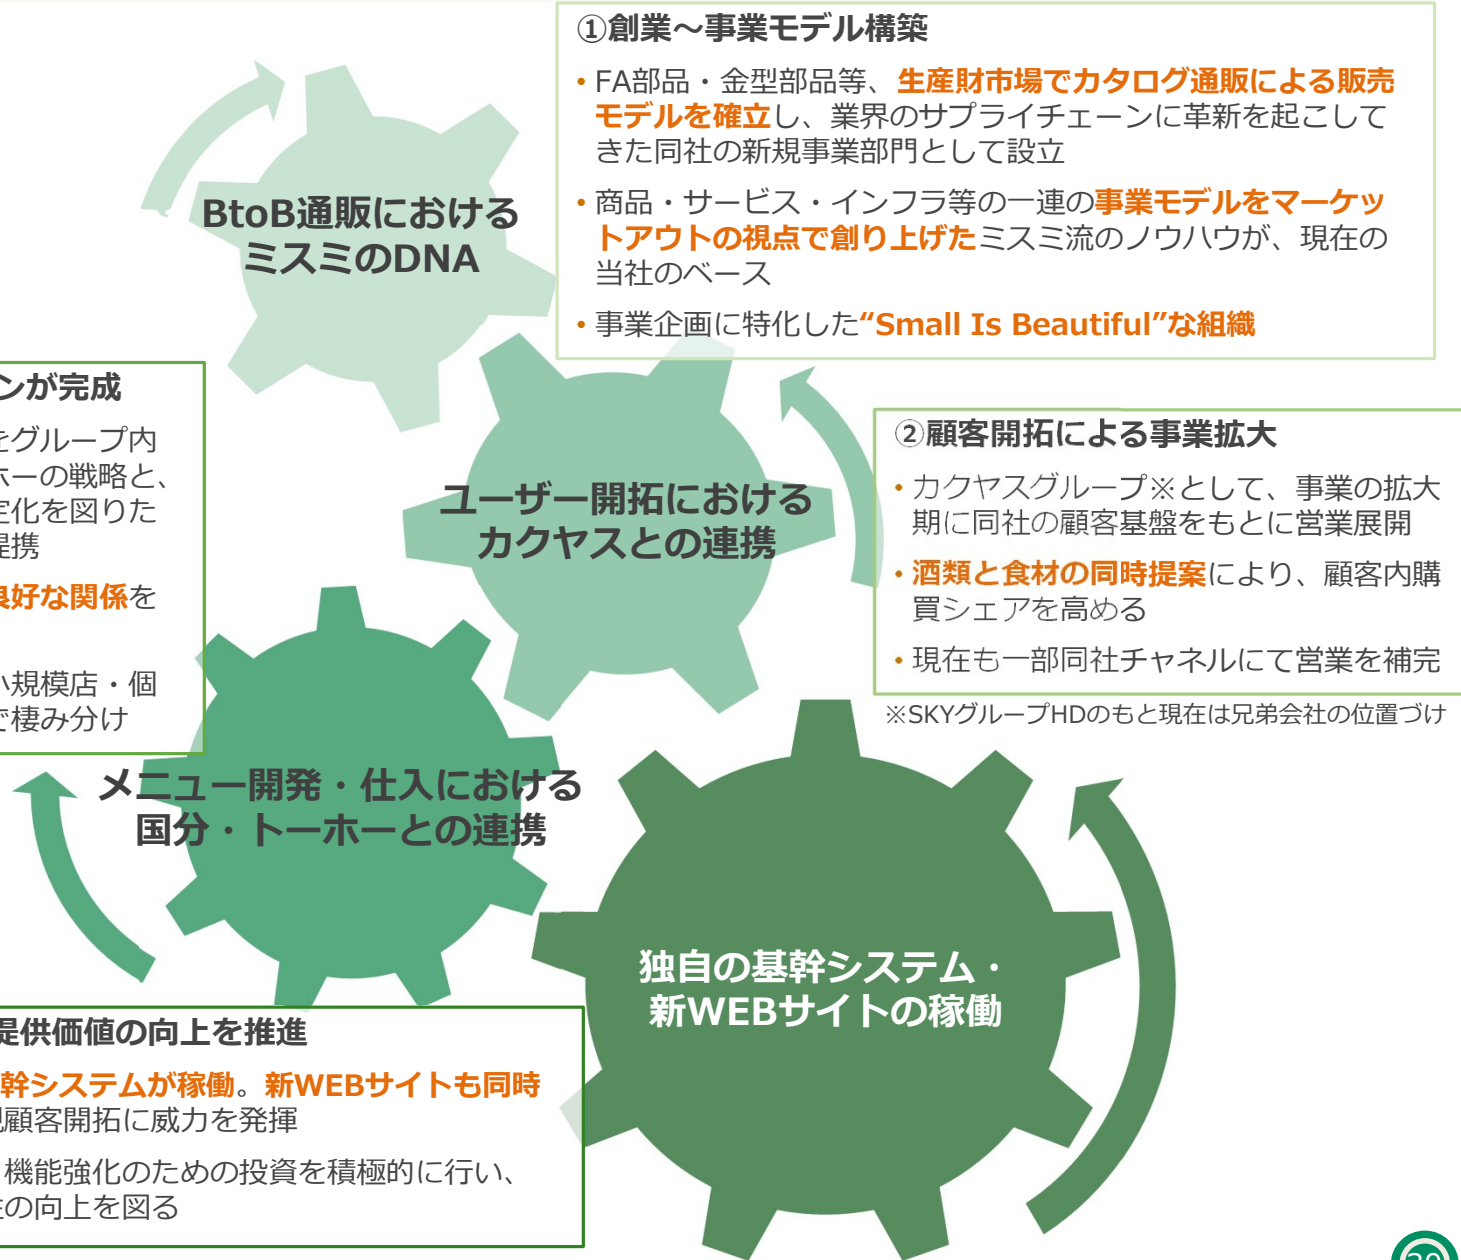 ①創業～事業モデル構築
• FA部品・金型部品等、生産財市場でカタログ通販による販売
モデルを確立し、業界のサプライチェーンに革新を起こして
きた同社の新規事業部門として設立
• 商品・サービス・インフラ等の一連の事業モデルをマーケッ
トアウトの視点で創り上げたミスミ流のノウハウが、現在の
当社のベース
• 事業企画に特化した“Small Is Beautiful”な組織
BtoB通販における
ミスミのDNA
②顧客開拓による事業拡大
• カクヤスグループ※として、事業の拡大
期に同社の顧客基盤をもとに営業展開
• 酒類と食材の同時提案により、顧客内購
買シェアを高める
• 現在も一部同社チャネルにて営業を補完
※SKYグループHDのもと現在は兄弟会社の位置づけ
ユーザー開拓における
カクヤスとの連携
ンが完成
をグループ内
ホーの戦略と、
定化を図りた
提携
良好な関係を
小規模店・個
で棲み分け
メニュー開発・仕入における
国分・トーホーとの連携
独自の基幹システム・
新WEBサイトの稼働
提供価値の向上を推進
幹システムが稼働。新WEBサイトも同時
顧客開拓に威力を発揮
機能強化のための投資を積極的に行い、
性の向上を図る